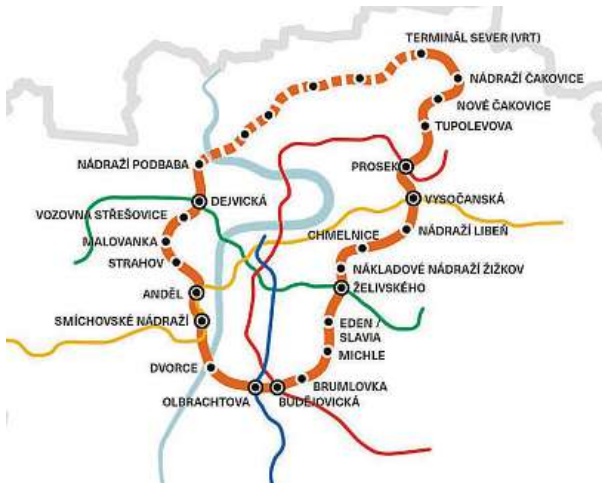 TERMINÁL SEVER (VRT)
NÁDRAŽÍ ČAKOVICE
NOVÉ ČAKOVICE
TUPOLEVOVA
PROSEK
NÁDRAŽÍ PODBABA
DEJVICKÁ
VYSOČANSKÁ
VOZOVNA STŘEŠOVICE
NÁDRAŽÍ LIBEŇ
CHMELNICE
MALOVANKA
STRAHOV
NÁKLADOVÉ NÁDRAŽÍ ŽIŽKOV
ŽELIVSKÉHO
ANDĚL
SMÍCHOVSKÉ NÁDRAŽÍ
EDEN /
SLAVIA
MICHLE
DVORCE
BRUMLOVKA
OLBRACHTOVA
BUDĚJOVICKÁ